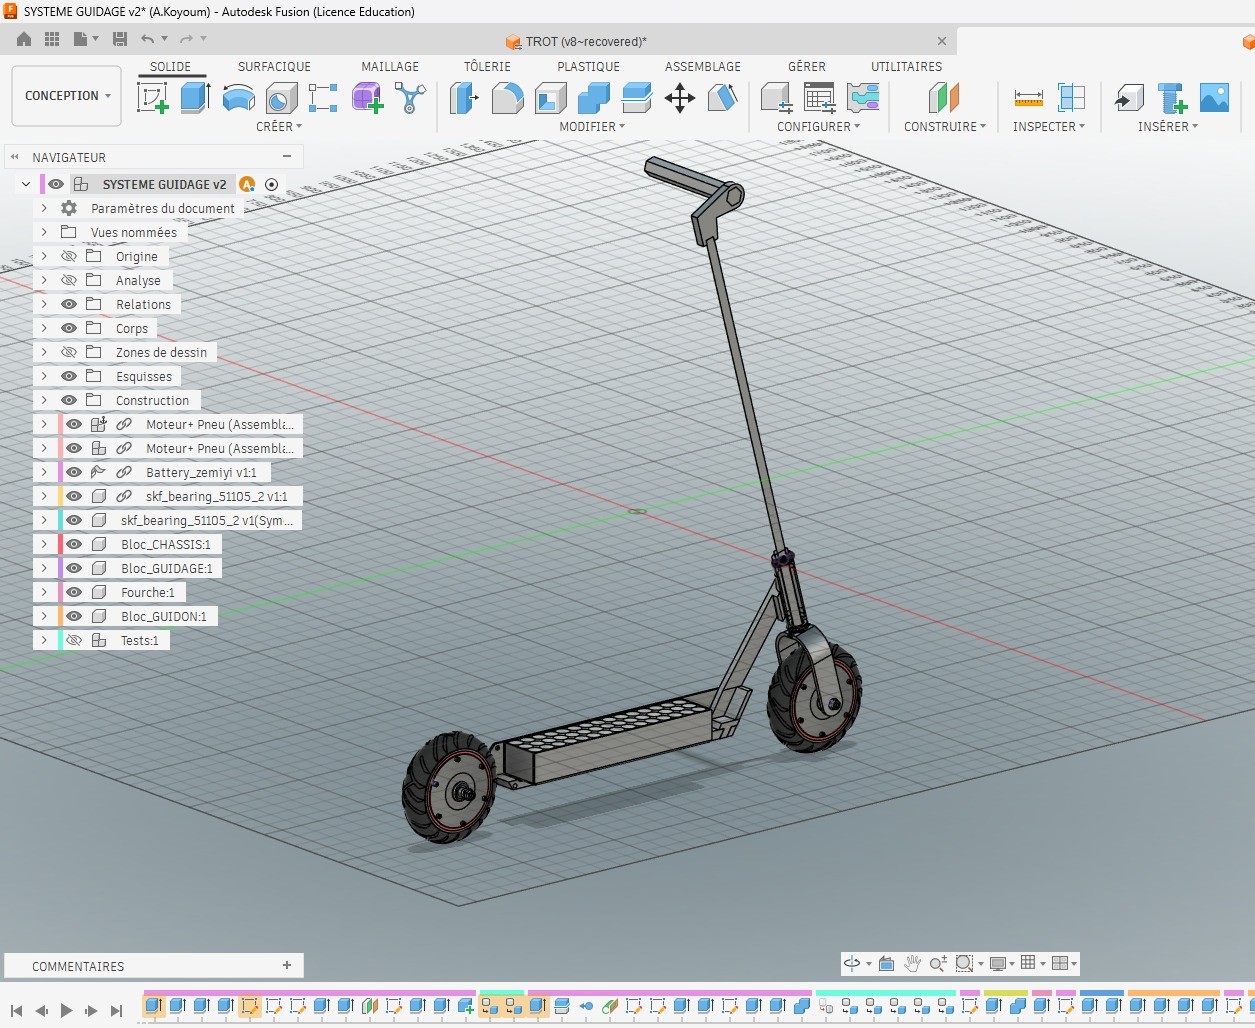 SYSTEME GUIDAGE v2* (A.Koyoum) - Autodesk Fusion (Licence Education)
TROT (v8~recovered)*
SOLIDE SURFACIQUE MAILLAGE TÔLERIE PLASTIQUE ASSEMBLAGE GÉRER UTILITAIRES
CONCEPTION
CRÉER MODIFIER CONFIGURER CONSTRUIRE INSPECTER INSÉRER
NAVIGATEUR
SYSTEME GUIDAGE v2
Paramètres du document
Vues nommées
Origine
Analyse
Relations
Corps
Zones de dessin
Esquisses
Construction
Moteur+ Pneu (Assembla...
Moteur+ Pneu (Assembla...
Battery_zemiyi v1:1
skf_bearing_51105_2 v1:1
skf_bearing_51105_2 v1(Sym...
Bloc_CHASSIS:1
Bloc_GUIDAGE:1
Fourche:1
Bloc_GUIDON:1
Tests:1
COMMENTAIRES